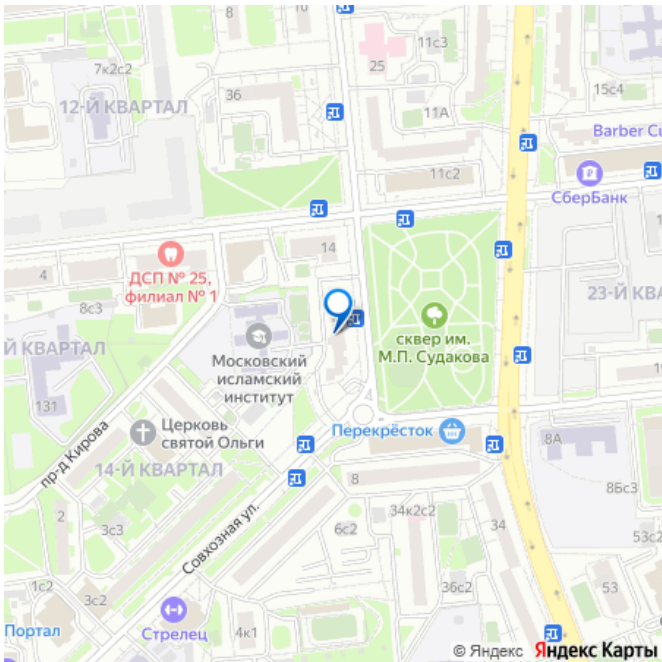 8
10
11с3
25
7к2с2
36
15с4
12-Й КВАРТАЛ
11А
Barber Cu
11с2
СберБанк
14
4
ДСП № 25,
филиал № 1
8с3
23-Й КВА
Й КВАРТАЛ
сквер им.
М.П. Судакова
Московский
исламский
институт
19
131
Церковь
святой Ольги
Перекрёсток
8А
пр-д Кирова
14-Й КВАРТАЛ
8
8Бс3
Совхозная ул.
34к2с2
2
3с3
6с2
34
53с2
1с2
3с2
36с2
53
Портал
Стрелец
4к1
© Яндекс Яндекс Карты